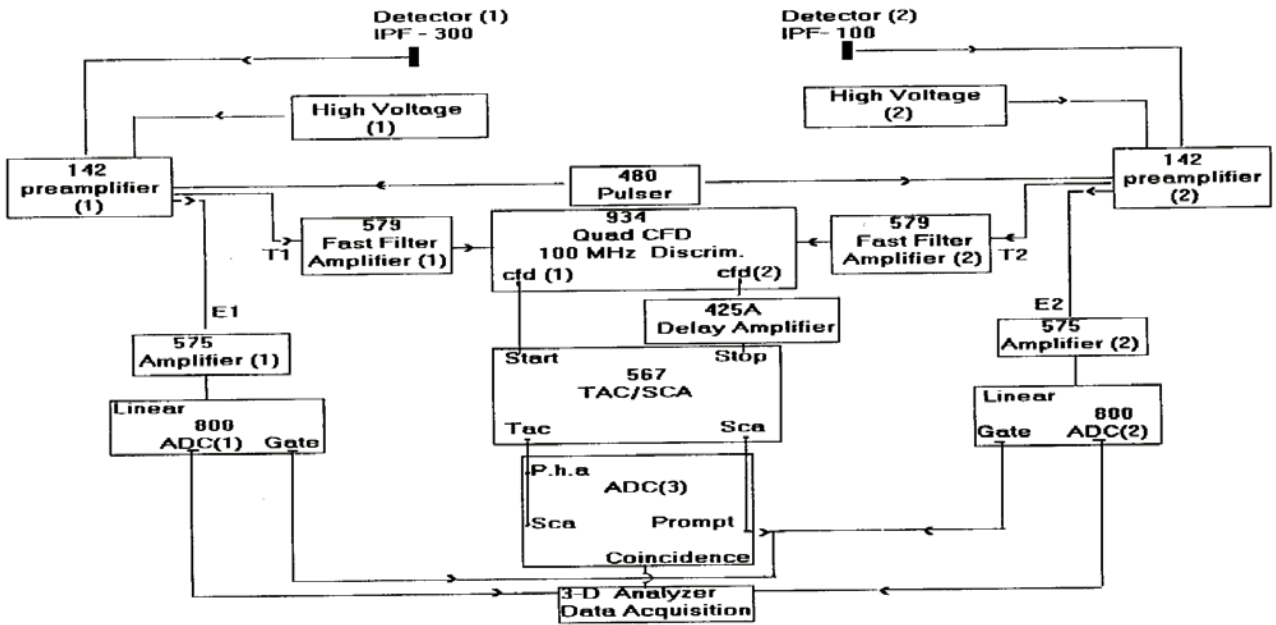 Detector (1)
IPF - 300
Detector (2)
IPF- 100
High Voltage
(1)
High Voltage
(2)
142
preamplifier
(1)
480
Pulser
142
preamplifier
(2)
579
Fast Filter
Amplifier (1)
T1
934
Quad CFD
100 MHz Discrim.
cfd (1)
cfd(2)
579
Fast Filter
Amplifier (2)
T2
E1
425A
Delay Amplifier
E2
575
Amplifier (1)
Start
Stop
567
TAC/SCA
Tac
Sca
575
Amplifier (2)
Linear
800
ADC(1)
Gate
Linear
800
Gate
ADC(2)
P.h.a
ADC(3)
Sca
Prompt
Coincidence
3-D Analyzer
Data Acquisition